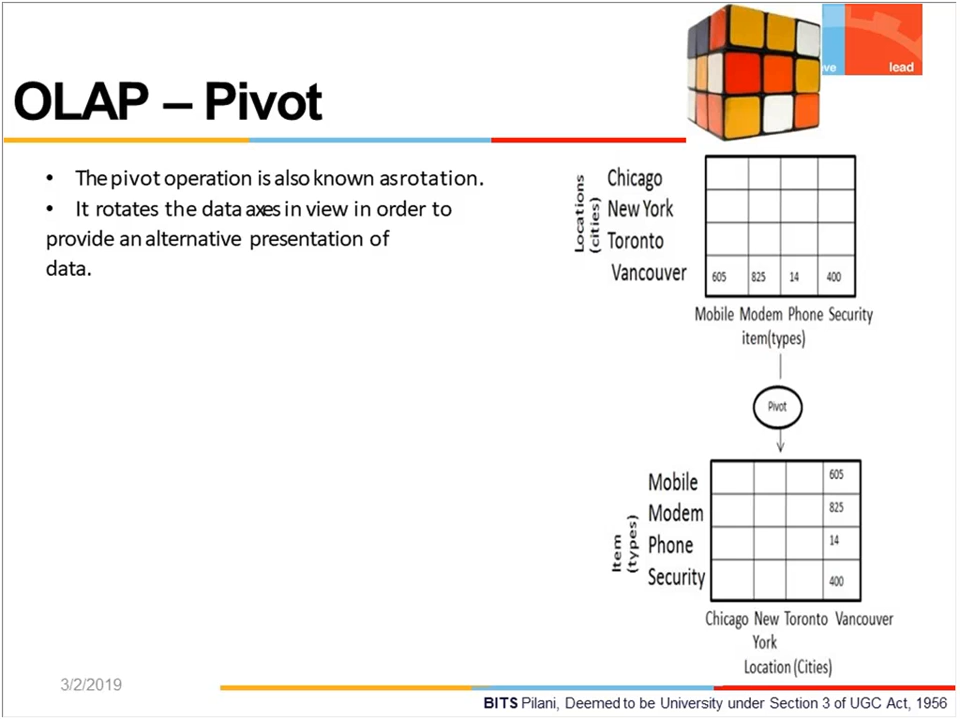 ve
lead
OLAP – Pivot
• The pivot operation is also known as rotation.
• It rotates the data axes in view in order to
provide an alternative presentation of
data.
Locations
(cities)
Chicago
New York
Toronto
Vancouver
605 825 14 400
Mobile Modem Phone Security
item(types)
Pivot
Item
(types)
Mobile 605
Modem 825
Phone 14
Security 400
Chicago New Toronto Vancouver
York
Location (Cities)
3/2/2019
BITS Pilani, Deemed to be University under Section 3 of UGC Act, 1956